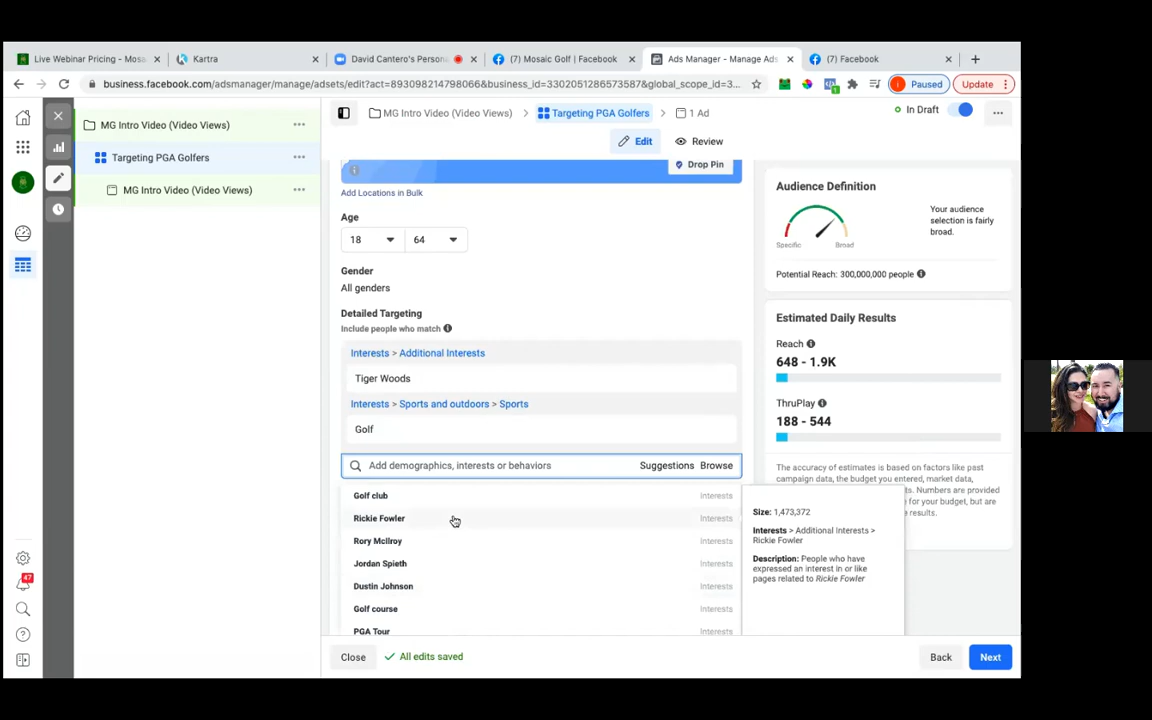 Live Webinar Pricing - Mosa
Kartra
David Cantero's Person
(7) Mosaic Golf | Facebook
Ads Manager - Manage Ads
(7) Facebook
business.facebook.com/adsmanager/manage/adsets/edit?act=893098214798066&business_id=3302051286573587&global_scope_id=3...
Paused
Update
MG Intro Video (Video Views)
Targeting PGA Golfers
MG Intro Video (Video Views)
MG Intro Video (Video Views)
Targeting PGA Golfers
1 Ad
In Draft
Edit
Review
Drop Pin
Add Locations in Bulk
Age
18
64
Gender
All genders
Detailed Targeting
Include people who match
Interests > Additional Interests
Tiger Woods
Interests > Sports and outdoors > Sports
Golf
Add demographics, interests or behaviors
Suggestions
Browse
Golf club
Interests
Rickie Fowler
Interests
Rory McIlroy
Interests
Jordan Spieth
Interests
Dustin Johnson
Interests
Golf course
Interests
PGA Tour
Interests
Size: 1,473,372
Interests > Additional Interests >
Rickie Fowler
Description: People who have
expressed an interest in or like
pages related to Rickie Fowler
Audience Definition
Specific
Broad
Your audience
selection is fairly
broad.
Potential Reach: 300,000,000 people
Estimated Daily Results
Reach
648 - 1.9K
ThruPlay
188 - 544
The accuracy of estimates is based on factors like past
campaign data, the budget you entered, market data,
s. Numbers are provided
for your budget, but are
e results.
47
Close
All edits saved
Back
Next